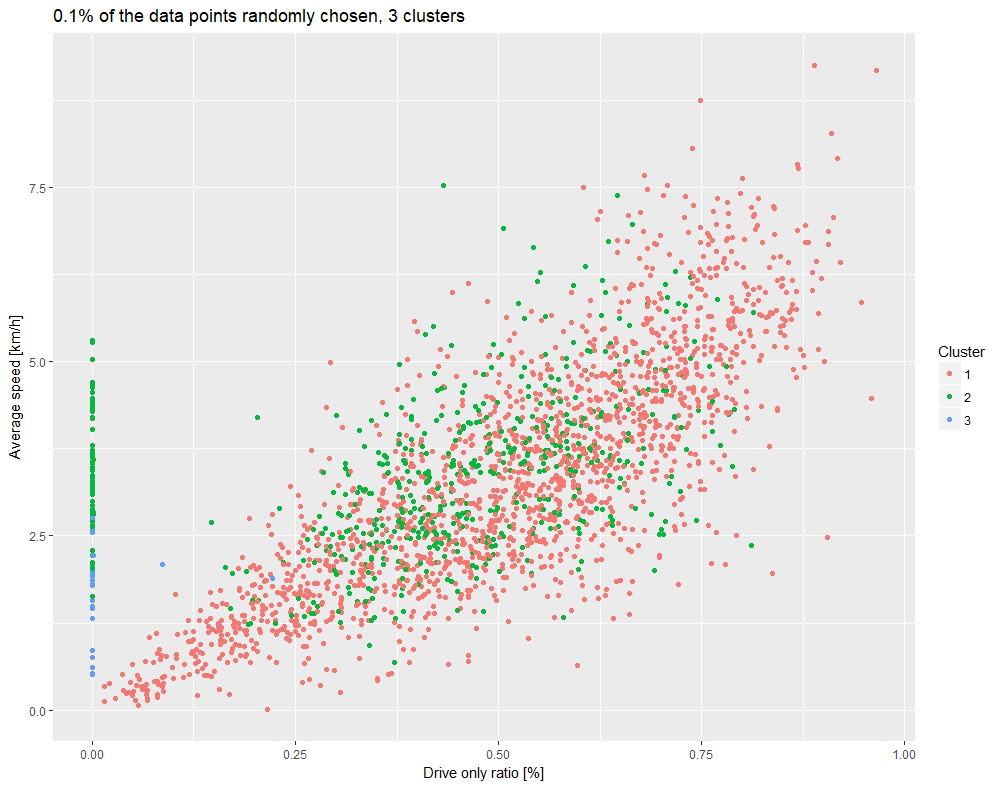 0.1% of the data points randomly chosen, 3 clusters
Average speed [km/h]
7.5
5.0
2.5
0.0
0.00 0.25 0.50 0.75 1.00
Drive only ratio [%]
Cluster
1
2
3